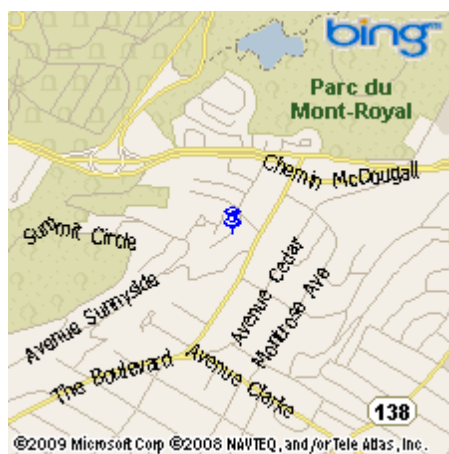 bing™
Parc du
Mont-Royal
Chemin McDougall
Summit Circle
Avenue Cedar
Montrose Ave
Avenue Sunnyside
The Boulevard
Avenue Clarke
138
©2009 Microsoft Corp ©2008 NAVTEQ, and/or Tele Atlas, Inc.